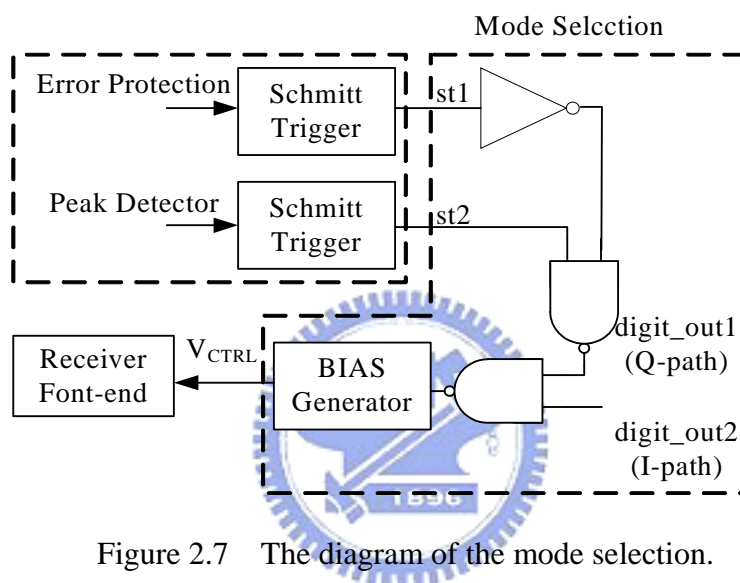 Mode Selcction
Error Protection
Schmitt
Trigger
st1
Peak Detector
Schmitt
Trigger
st2
digit_out1
(Q-path)
Receiver
Font-end
VCTRL
BIAS
Generator
digit_out2
(I-path)
1896
Figure 2.7 The diagram of the mode selection.